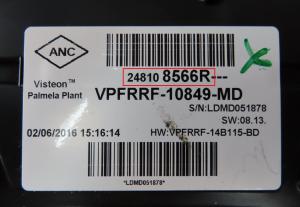 ANC
24810 8566R---
Visteon™
Palmela Plant
VPFRRF-10849-MD
S/N:LDMD051878
SW:08.13.
02/06/2016 15:16:14
HW:VPFRRF-14B115-BD
*LDMD051878*